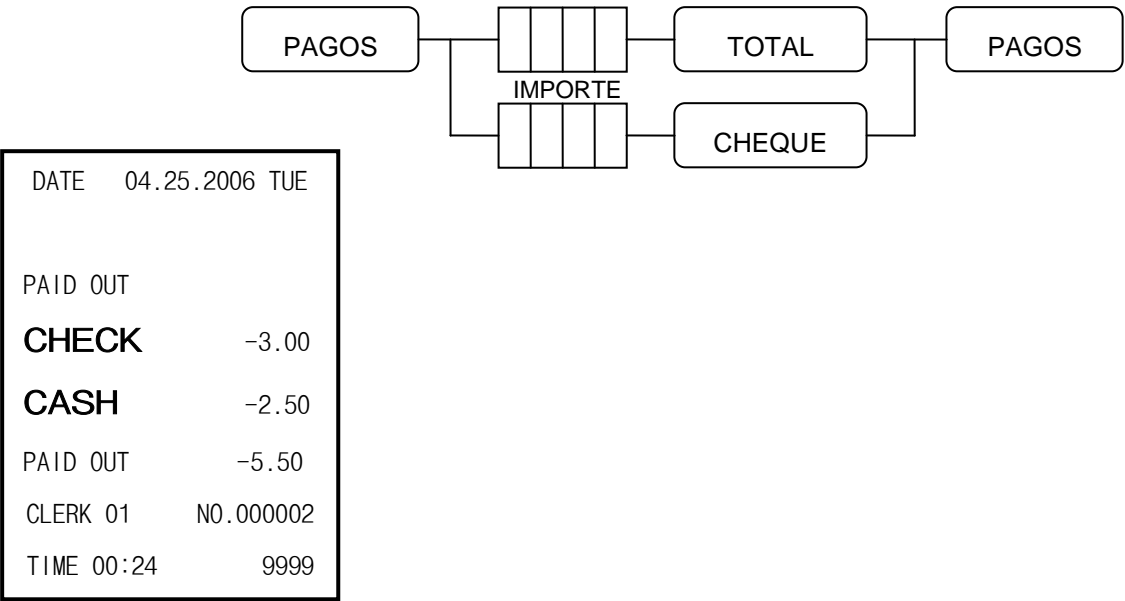 PAGOS TOTAL PAGOS
IMPORTE
CHEQUE
DATE 04.25.2006 TUE
PAID OUT
CHECK -3.00
CASH -2.50
PAID OUT -5.50
CLERK 01 NO.000002
TIME 00:24 9999